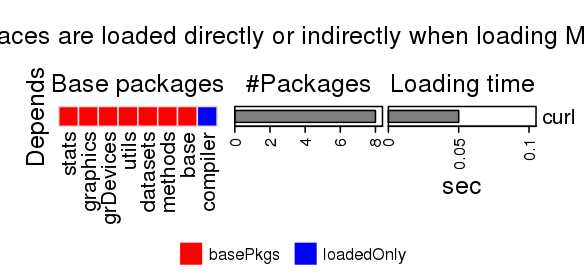 aces are loaded directly or indirectly when loading M
Base packages #Packages Loading time
Depends
curl
stats
graphics
grDevices
utils
datasets
methods
base
compiler
0 2 4 6 8
0 0.05 0.1
sec
basePkgs loadedOnly